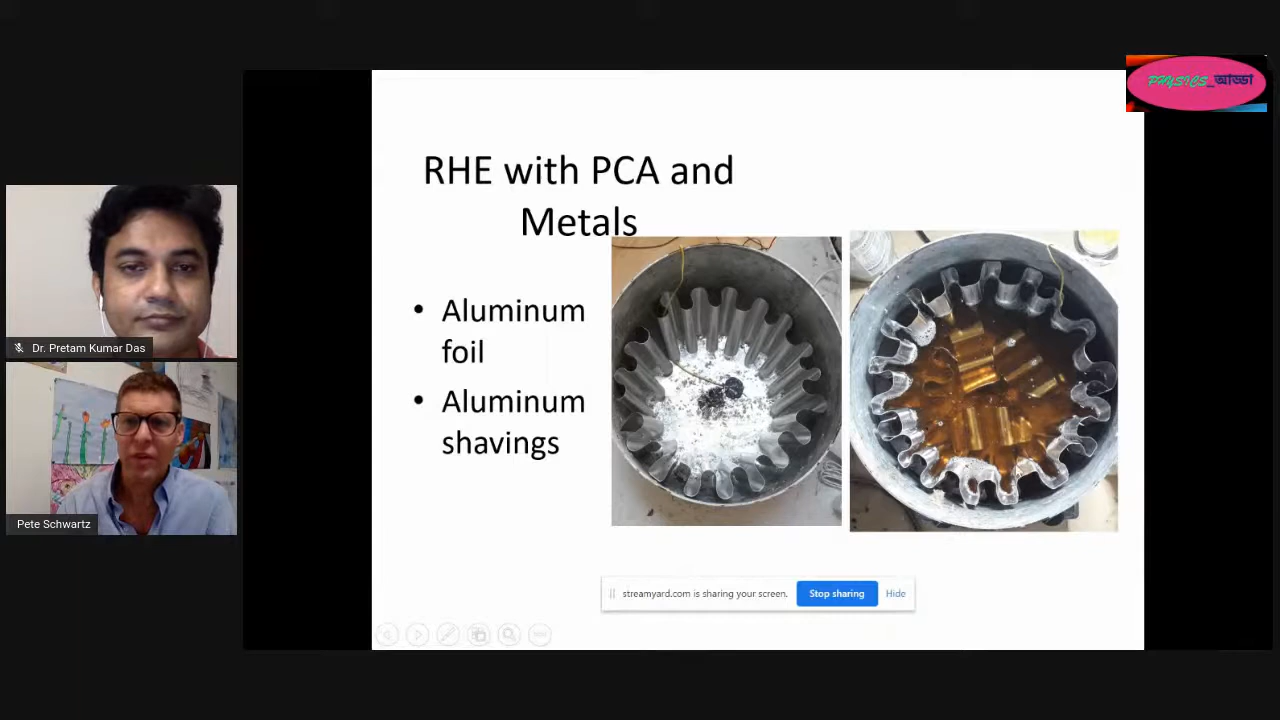 PHYSICS_আড্ডা
RHE with PCA and
Metals
• Aluminum
foil
• Aluminum
shavings
Dr. Pretam Kumar Das
Pete Schwartz
streamyard.com is sharing your screen.
Stop sharing
Hide